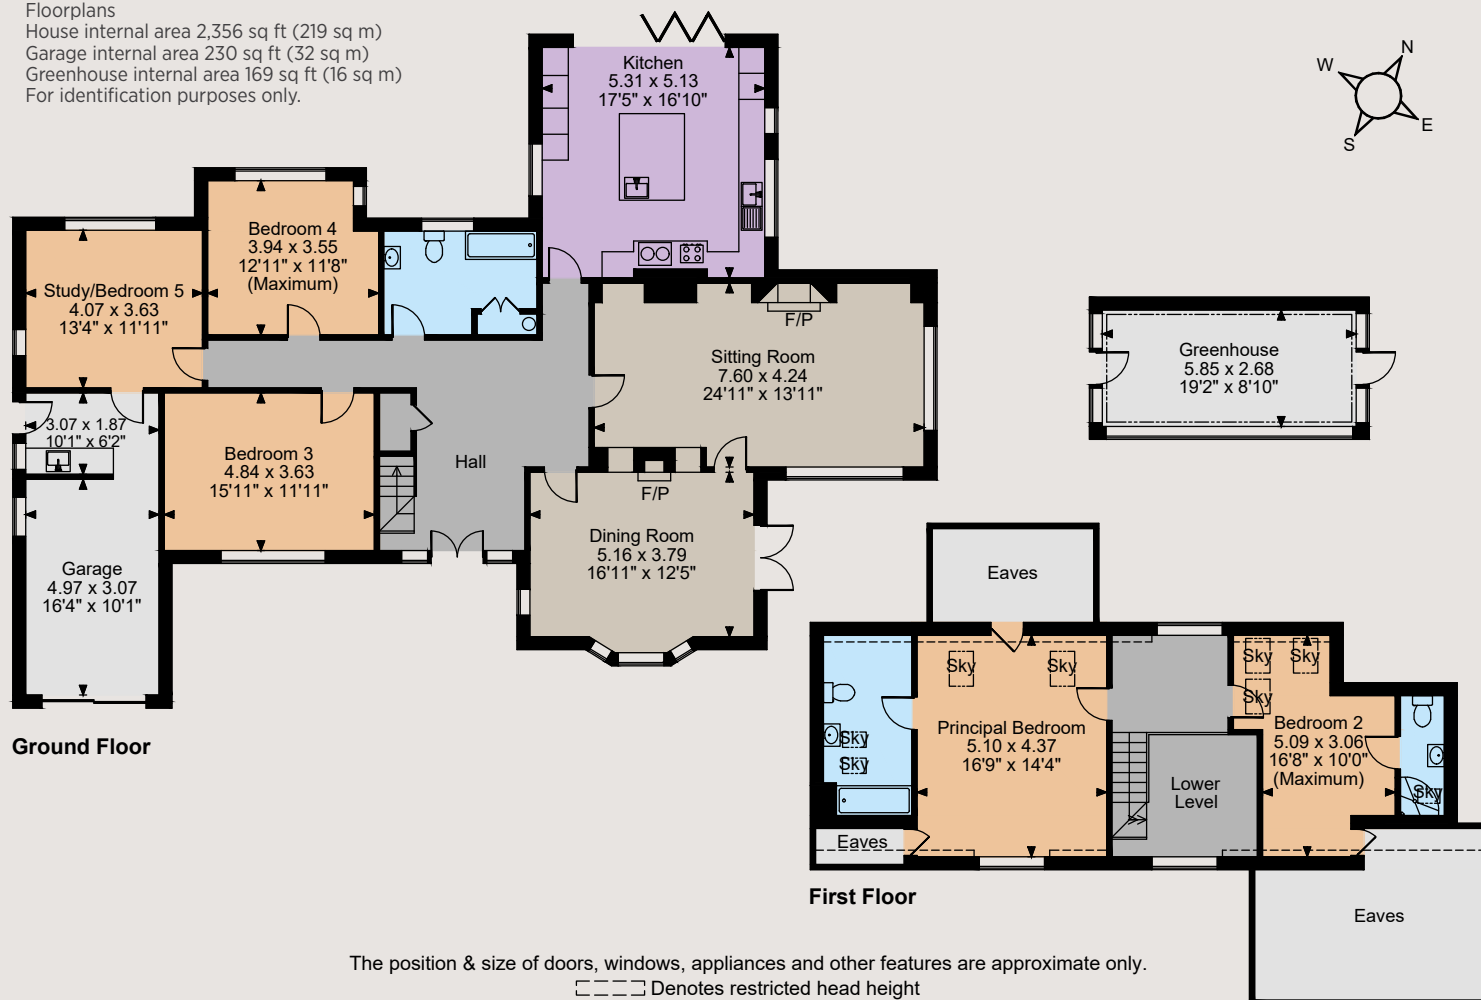 Floorplans
House internal area 2,356 sq ft (219 sq m)
Garage internal area 230 sq ft (32 sq m)
Greenhouse internal area 169 sq ft (16 sq m)
For identification purposes only.
N
W
E
S
Kitchen
5.31 x 5.13
17'5" x 16'10"
Bedroom 4
3.94 x 3.55
12'11" x 11'8"
(Maximum)
Study/Bedroom 5
4.07 x 3.63
13'4" x 11'11"
F/P
Sitting Room
7.60 x 4.24
24'11" x 13'11"
Greenhouse
5.85 x 2.68
19'2" x 8'10"
3.07 x 1.87
10'1" x 6'2"
Bedroom 3
4.84 x 3.63
15'11" x 11'11"
Hall
F/P
Dining Room
5.16 x 3.79
16'11" x 12'5"
Garage
4.97 x 3.07
16'4" x 10'1"
Ground Floor
Eaves
Sky
Sky
Sky
Sky
Sky
Principal Bedroom
5.10 x 4.37
16'9" x 14'4"
Sky
Sky
Bedroom 2
5.09 x 3.06
16'8" x 10'0"
(Maximum)
Sky
Lower
Level
Eaves
Eaves
First Floor
The position & size of doors, windows, appliances and other features are approximate only.
Denotes restricted head height